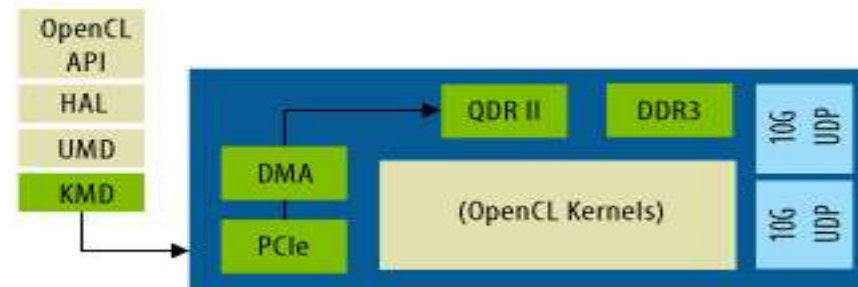 OpenCL
API
HAL
UMD
KMD
QDR II
DDR3
DMA
PCIe
(OpenCL Kernels)
10G
UDP
10G
UDP